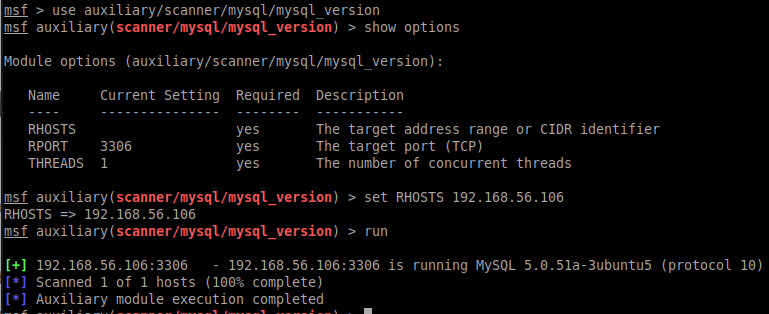 msf > use auxiliary/scanner/mysql/mysql_version
msf auxiliary(scanner/mysql/mysql_version) > show options
Module options (auxiliary/scanner/mysql/mysql_version):
Name     Current Setting  Required  Description
----     ---------------  --------  -----------
RHOSTS                    yes       The target address range or CIDR identifier
RPORT    3306             yes       The target port (TCP)
THREADS  1                yes       The number of concurrent threads
msf auxiliary(scanner/mysql/mysql_version) > set RHOSTS 192.168.56.106
RHOSTS => 192.168.56.106
msf auxiliary(scanner/mysql/mysql_version) > run
[+] 192.168.56.106:3306   - 192.168.56.106:3306 is running MySQL 5.0.51a-3ubuntu5 (protocol 10)
[*] Scanned 1 of 1 hosts (100% complete)
[*] Auxiliary module execution completed
msf auxiliary(scanner/mysql/mysql_version) >